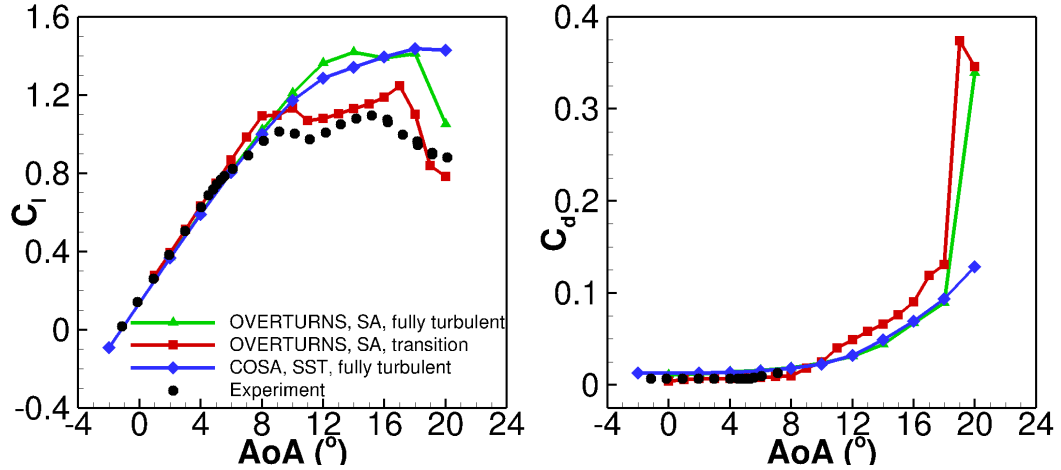 1.6
1.2
0.8
0.4
0
-0.4
Cl
-4 0 4 8 12 16 20 24
AoA (°)
OVERTURNS, SA, fully turbulent
OVERTURNS, SA, transition
COSA, SST, fully turbulent
Experiment
0.4
0.3
0.2
0.1
0
Cd
-4 0 4 8 12 16 20 24
AoA (°)